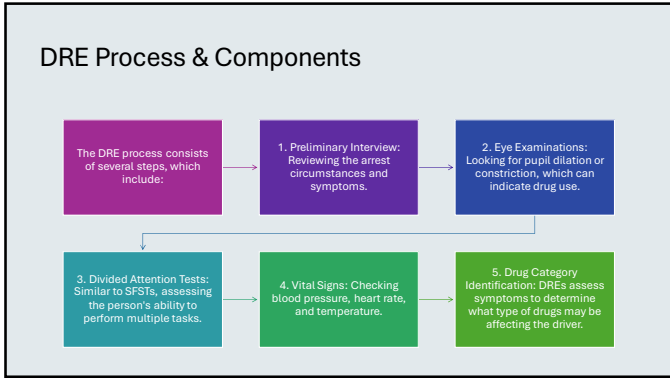 DRE Process & Components
The DRE process consists
of several steps, which
include:
1. Preliminary Interview:
Reviewing the arrest
circumstances and
symptoms.
2. Eye Examinations:
Looking for pupil dilation or
constriction, which can
indicate drug use.
3. Divided Attention Tests:
Similar to SFSTs, assessing
the person's ability to
perform multiple tasks.
4. Vital Signs: Checking
blood pressure, heart rate,
and temperature.
5. Drug Category
Identification: DREs assess
symptoms to determine
what type of drugs may be
affecting the driver.